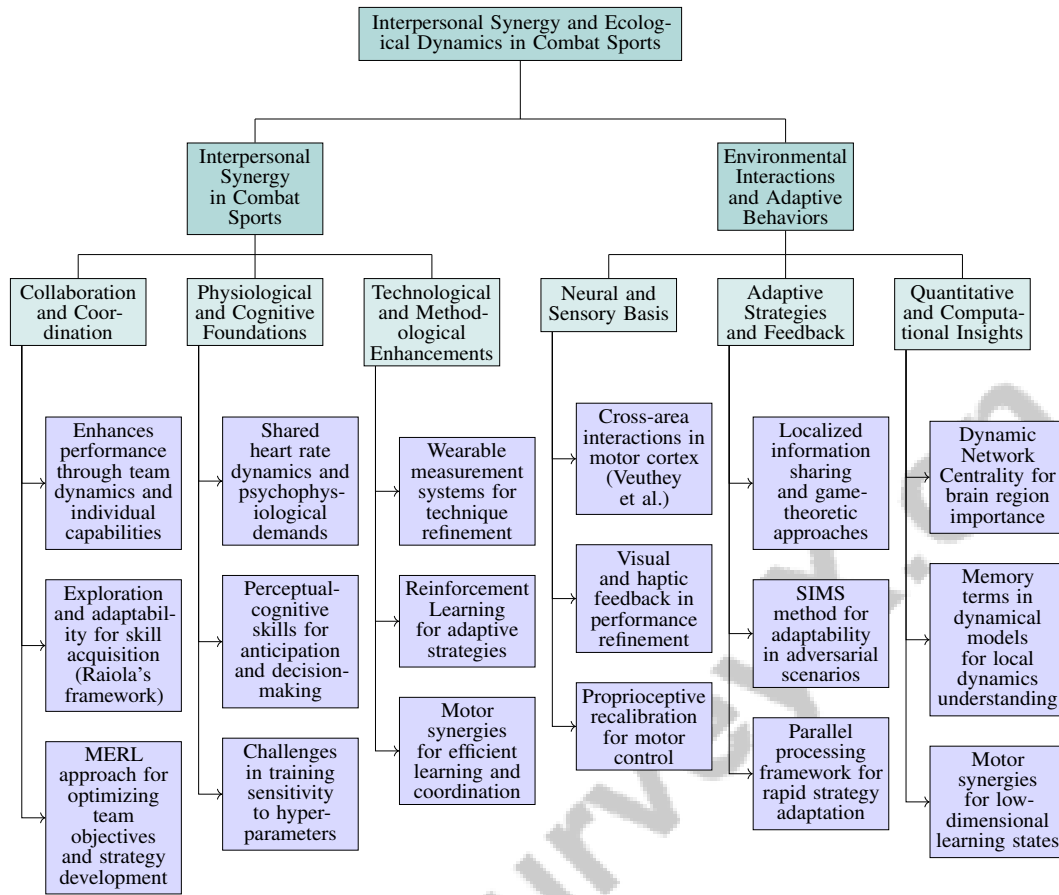 Interpersonal Synergy and Ecolog-
ical Dynamics in Combat Sports
Interpersonal
Synergy
in Combat
Sports
Environmental
Interactions
and Adaptive
Behaviors
Collaboration
and Coor-
dination
Physiological
and Cognitive
Foundations
Technological
and Method-
ological
Enhancements
Neural and
Sensory Basis
Adaptive
Strategies
and Feedback
Quantitative
and Computa-
tional Insights
Enhances
performance
through team
dynamics and
individual
capabilities
Exploration
and adaptabil-
ity for skill
acquisition
(Raiola's
framework)
MERL
approach for
optimizing
team
objectives
and strategy
development
Shared
heart rate
dynamics and
psychophys-
iological
demands
Perceptual-
cognitive
skills for
anticipation
and decision-
making
Challenges
in training
sensitivity
to hyper-
parameters
Wearable
measurement
systems for
technique
refinement
Reinforcement
Learning
for adaptive
strategies
Motor
synergies
for efficient
learning and
coordination
Cross-area
interactions in
motor cortex
(Veuthey
et al.)
Visual
and haptic
feedback in
performance
refinement
Proprioceptive
recalibration
for motor
control
Localized
information
sharing
and game-
theoretic
approaches
SIMS
method for
adaptability
in adversarial
scenarios
Parallel
processing
framework for
rapid strategy
adaptation
Dynamic
Network
Centrality for
brain region
importance
Memory
terms in
dynamical
models
for local
dynamics
understanding
Motor
synergies
for low-
dimensional
learning states